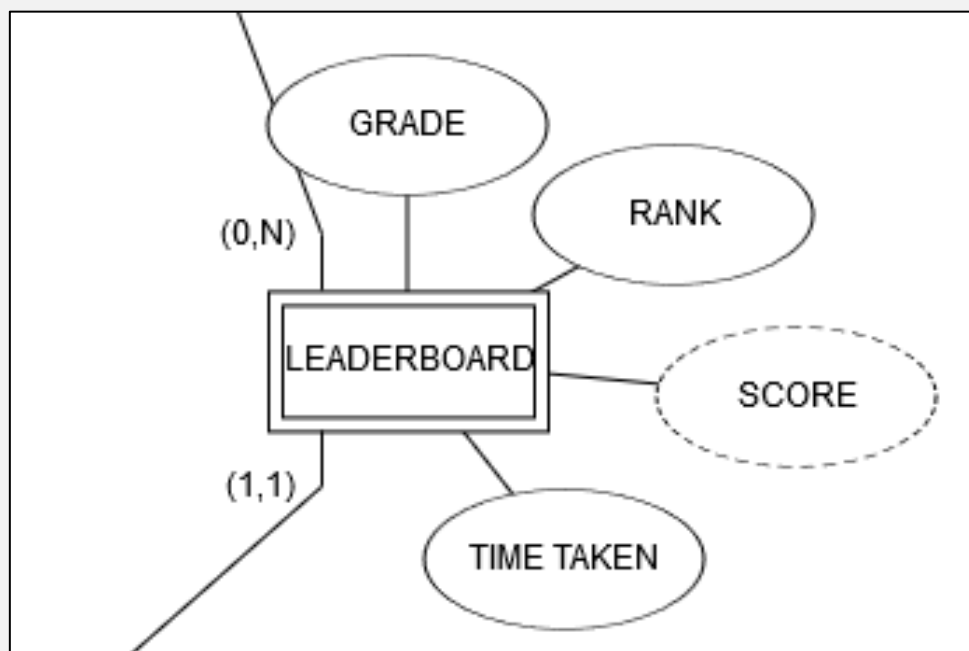 GRADE
RANK
(0,N)
LEADERBOARD
SCORE
(1,1)
TIME TAKEN